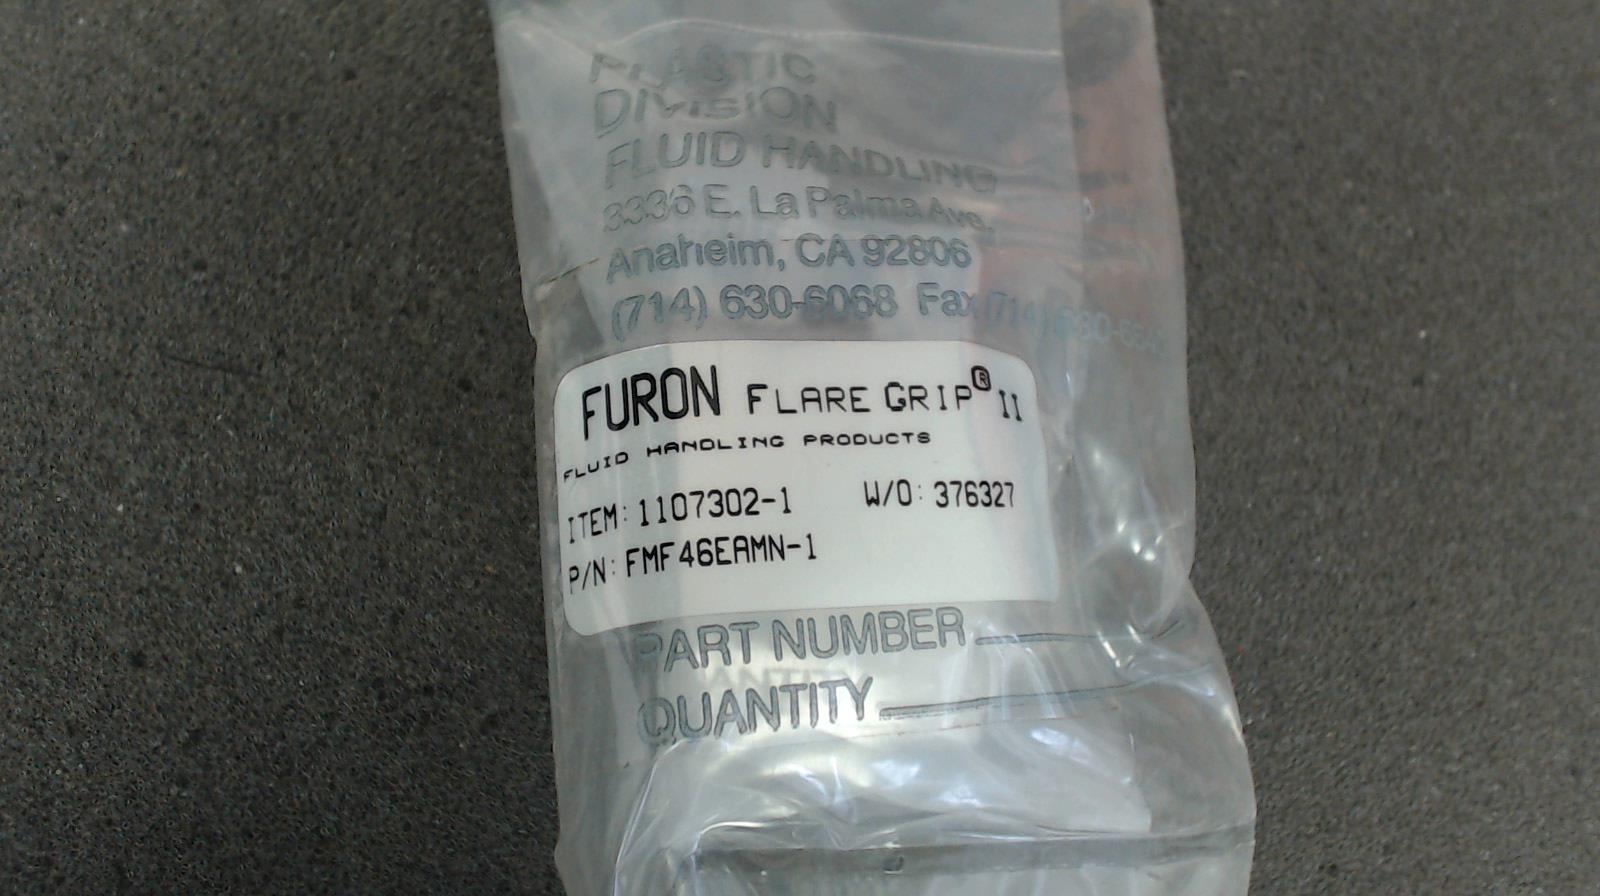 PLASTIC
DIVISION
FLUID HANDLING
3336 E. La Palma Ave.
Anaheim, CA 92806
(714) 630-6068 Fax (714)
FURON FLARE GRIP® II
FLUID HANDLING PRODUCTS
ITEM: 1107302-1 W/O: 376327
P/N: FMF46EAMN-1
PART NUMBER
QUANTITY